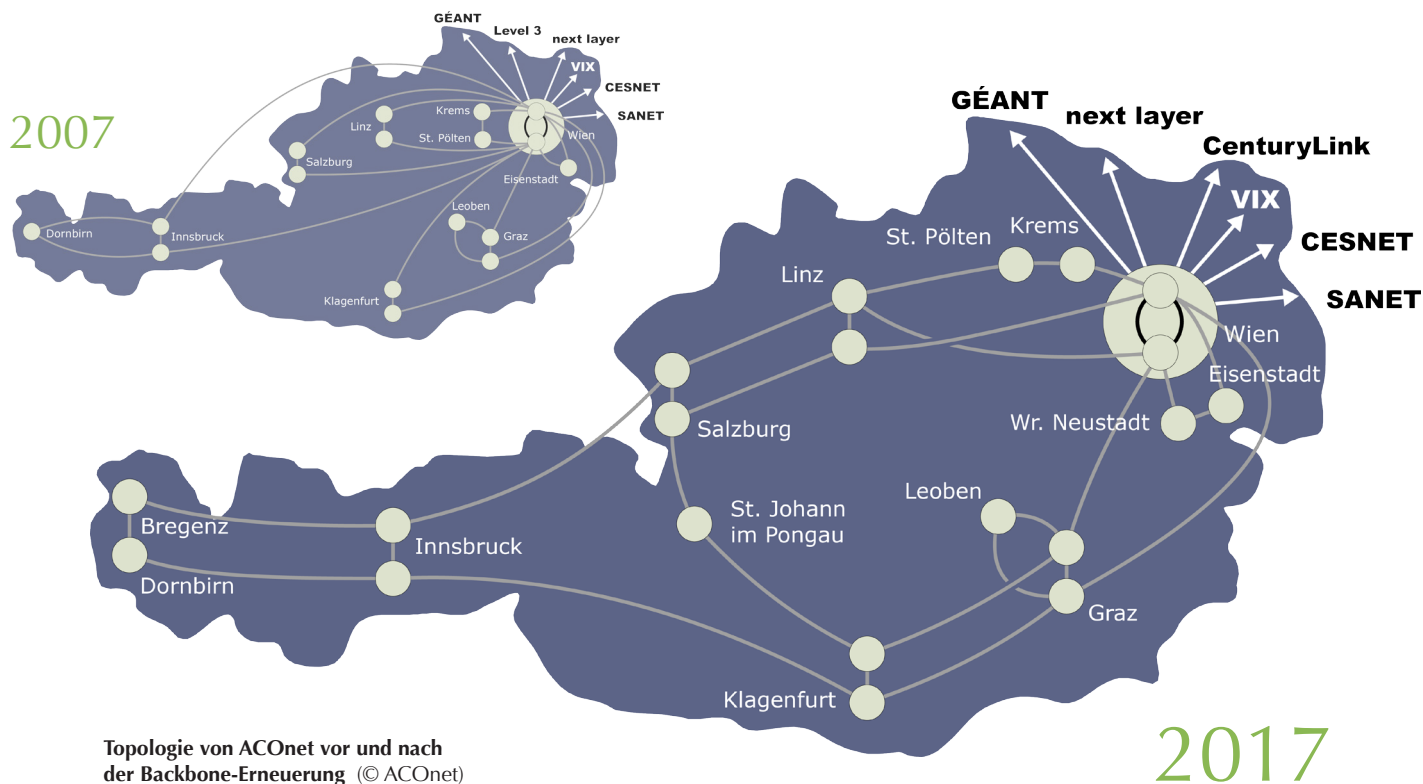 2007
GÉANT
Level 3
next layer
VIX
CESNET
SANET
Krems
Linz
St. Pölten
Wien
Salzburg
Eisenstadt
Leoben
Dornbirn
Innsbruck
Graz
Klagenfurt
GÉANT
next layer
CenturyLink
VIX
CESNET
SANET
St. Pölten
Krems
Linz
Wien
Eisenstadt
Wr. Neustadt
Salzburg
Leoben
St. Johann
im Pongau
Bregenz
Innsbruck
Dornbirn
Graz
Klagenfurt
2017
Topologie von ACOnet vor und nach
der Backbone-Erneuerung (© ACOnet)